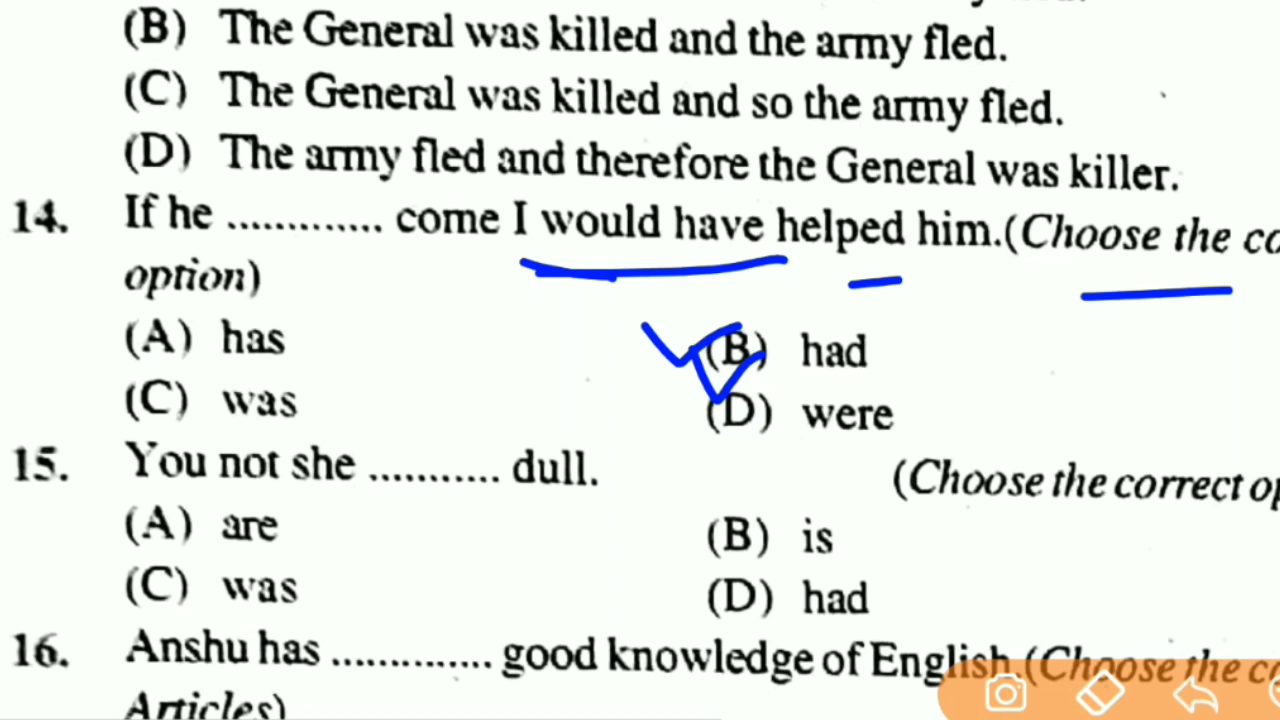 (B) The General was killed and the army fled.
(C) The General was killed and so the army fled.
(D) The army fled and therefore the General was killer.
14. If he ............. come I would have helped him.(Choose the
option)
(A) has (B) had
(C) was (D) were
15. You not she ........... dull. (Choose the correct
(A) are (B) is
(C) was (D) had
16. Anshu has .............. good knowledge of English.(Choose the
Articles)